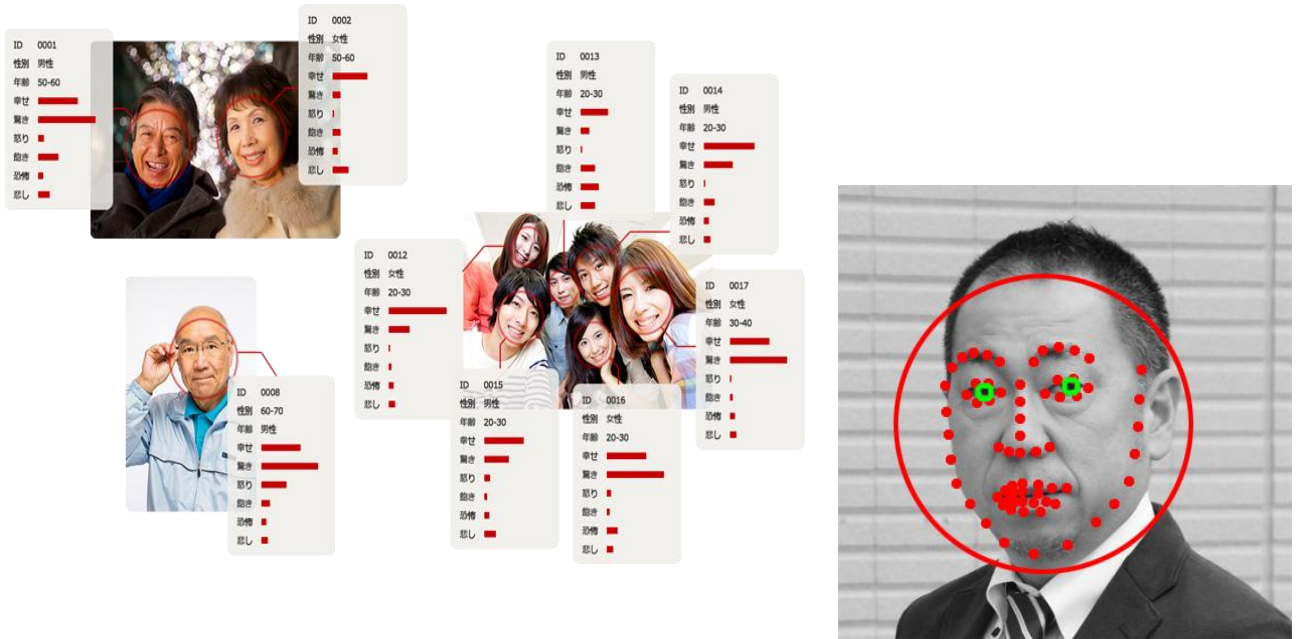 ID 0001
性別 男性
年齢 50-60
幸せ
驚き
怒り
飽き
恐怖
悲し
ID 0002
性別 女性
年齢 50-60
幸せ
驚き
怒り
飽き
恐怖
悲し
ID 0013
性別 男性
年齢 20-30
幸せ
驚き
怒り
飽き
恐怖
悲し
ID 0014
性別 男性
年齢 20-30
幸せ
驚き
怒り
飽き
恐怖
悲し
ID 0012
性別 女性
年齢 20-30
幸せ
驚き
怒り
飽き
恐怖
悲し
ID 0017
性別 女性
年齢 30-40
幸せ
驚き
怒り
飽き
恐怖
悲し
ID 0008
性別 60-70
年齢 男性
幸せ
驚き
怒り
飽き
恐怖
悲し
ID 0015
性別 男性
年齢 20-30
幸せ
驚き
怒り
飽き
恐怖
悲し
ID 0016
性別 女性
年齢 20-30
幸せ
驚き
怒り
飽き
恐怖
悲し